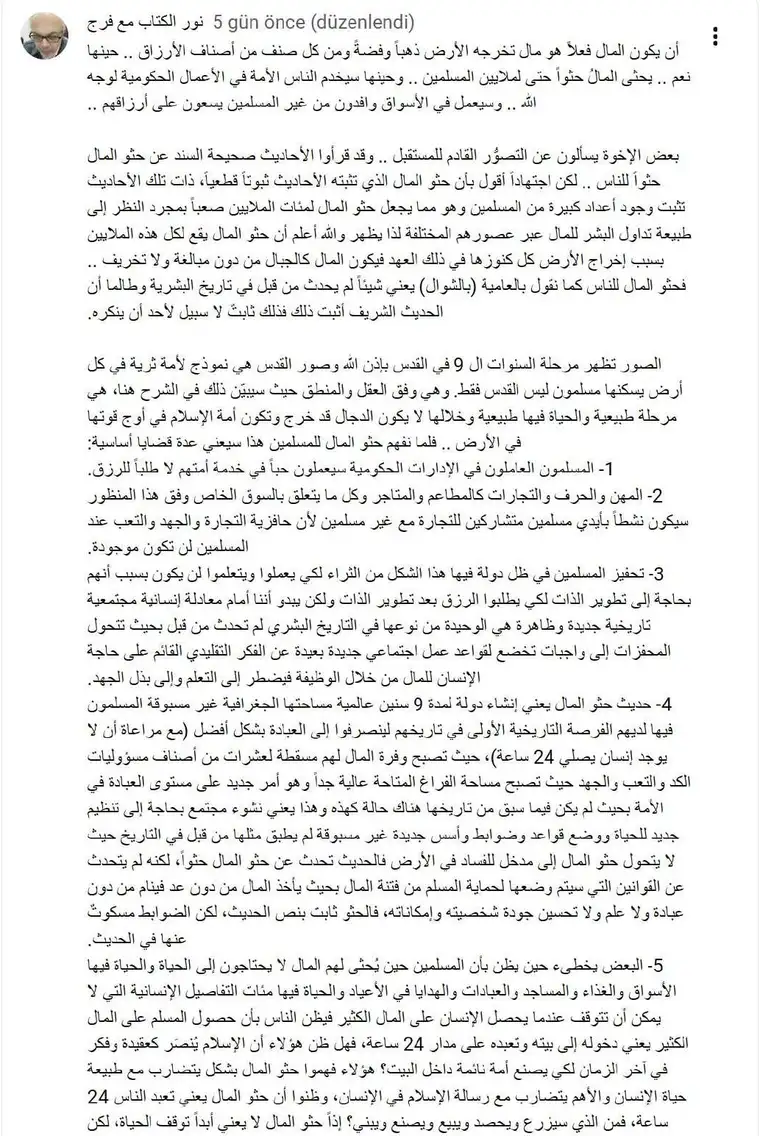 نور الكتاب مع فرج 5 gün önce (düzenlendi)
أن يكون المال فعلاً هو مال تخرجه الأرض ذهباً وفضةً ومن كل صنف من أصناف الأرزاق .. حينها
نعم .. يحثى المالُ حثواً حتى لملايين المسلمين .. وحينها سيخدم الناس الأمة في الأعمال الحكومية لوجه
الله .. وسيعمل في الأسواق وافدون من غير المسلمين يسعون على أرزاقهم ..
بعض الإخوة يسألون عن التصوُّر القادم للمستقبل .. وقد قرأوا الأحاديث صحيحة السند عن حثو المال
حثواً للناس .. لكن اجتهاداً أقول بأن حثو المال الذي تثبته الأحاديث ثبوتاً قطعياً، ذات تلك الأحاديث
تثبت وجود أعداد كبيرة من المسلمين وهو مما يجعل حثو المال لمئات الملايين صعباً بمجرد النظر إلى
طبيعة تداول البشر للمال عبر عصورهم المختلفة لذا يظهر والله أعلم أن حثو المال يقع لكل هذه الملايين
بسبب إخراج الأرض كل كنوزها في ذلك العهد فيكون المال كالجبال من دون مبالغة ولا تخريف ..
فحثو المال للناس كما نقول بالعامية (بالشوال) يعني شيئاً لم يحدث من قبل في تاريخ البشرية وطالما أن
الحديث الشريف أثبت ذلك فذلك ثابتٌ لا سبيل لأحد أن ينكره.
الصور تظهر مرحلة السنوات ال 9 في القدس بإذن الله وصور القدس هي نموذج لأمة ثرية في كل
أرض يسكنها مسلمون ليس القدس فقط. وهي وفق العقل والمنطق حيث سيبيّن ذلك في الشرح هنا، هي
مرحلة طبيعية والحياة فيها طبيعية وخلالها لا يكون الدجال قد خرج وتكون أمة الإسلام في أوج قوتها
في الأرض .. فلما نفهم حثو المال للمسلمين هذا سيعني عدة قضايا أساسية:
1- المسلمون العاملون في الإدارات الحكومية سيعملون حباً في خدمة أمتهم لا طلباً للرزق.
2- المهن والحرف والتجارات كالمطاعم والمتاجر وكل ما يتعلق بالسوق الخاص وفق هذا المنظور
سيكون نشطاً بأيدي مسلمين متشاركين للتجارة مع غير مسلمين لأن حافزية التجارة والجهد والتعب عند
المسلمين لن تكون موجودة.
3- تحفيز المسلمين في ظل دولة فيها هذا الشكل من الثراء لكي يعملوا ويتعلموا لن يكون بسبب أنهم
بحاجة إلى تطوير الذات لكي يطلبوا الرزق بعد تطوير الذات ولكن يبدو أننا أمام معادلة إنسانية مجتمعية
تاريخية جديدة وظاهرة هي الوحيدة من نوعها في التاريخ البشري لم تحدث من قبل بحيث تتحول
المحفزات إلى واجبات تخضع لقواعد عمل اجتماعي جديدة بعيدة عن الفكر التقليدي القائم على حاجة
الإنسان للمال من خلال الوظيفة فيضطر إلى التعلم وإلى بذل الجهد.
4- حديث حثو المال يعني إنشاء دولة لمدة 9 سنين عالمية مساحتها الجغرافية غير مسبوقة المسلمون
فيها لديهم الفرصة التاريخية الأولى في تاريخهم لينصرفوا إلى العبادة بشكل أفضل (مع مراعاة أن لا
يوجد إنسان يصلي 24 ساعة)، حيث تصبح وفرة المال لهم مسقطة لعشرات من أصناف مسؤوليات
الكد والتعب والجهد حيث تصبح مساحة الفراغ المتاحة عالية جداً وهو أمر جديد على مستوى العبادة في
الأمة بحيث لم يكن فيما سبق من تاريخها هناك حالة كهذه وهذا يعني نشوء مجتمع بحاجة إلى تنظيم
جديد للحياة ووضع قواعد وضوابط وأسس جديدة غير مسبوقة لم يطبق مثلها من قبل في التاريخ حيث
لا يتحول حثو المال إلى مدخل للفساد في الأرض فالحديث تحدث عن حثو المال حثواً، لكنه لم يتحدث
عن القوانين التي سيتم وضعها لحماية المسلم من فتنة المال بحيث يأخذ المال من دون عد فينام من دون
عبادة ولا علم ولا تحسين جودة شخصيته وإمكاناته، فالحثو ثابت بنص الحديث، لكن الضوابط مسكوتٌ
عنها في الحديث.
5- البعض يخطىء حين يظن بأن المسلمين حين يُحثى لهم المال لا يحتاجون إلى الحياة والحياة فيها
الأسواق والغذاء والمساجد والعبادات والهدايا في الأعياد والحياة فيها مئات التفاصيل الإنسانية التي لا
يمكن أن تتوقف عندما يحصل الإنسان على المال الكثير فيظن الناس بأن حصول المسلم على المال
الكثير يعني دخوله إلى بيته وتعبده على مدار 24 ساعة، فهل ظن هؤلاء أن الإسلام يُنصَر كعقيدة وفكر
في آخر الزمان لكي يصنع أمة نائمة داخل البيت؟ هؤلاء فهموا حثو المال بشكل يتضارب مع طبيعة
حياة الإنسان والأهم يتضارب مع رسالة الإسلام في الإنسان، وظنوا أن حثو المال يعني تعبد الناس 24
ساعة، فمن الذي سيزرع ويحصد ويبيع ويصنع ويبني؟ إذاً حثو المال لا يعني أبداً توقف الحياة، لكن